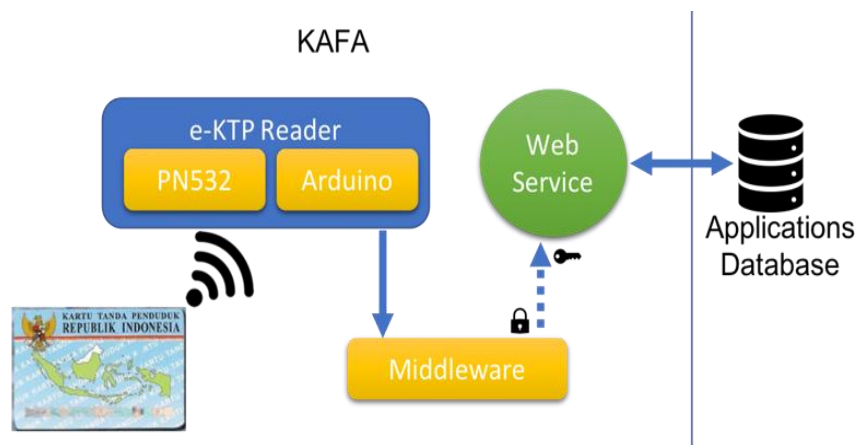 KAFA
e-KTP Reader
PN532
Arduino
Web
Service
Applications
Database
Middleware
KARTU TANDA PENDUDUK
REPUBLIK INDONESIA